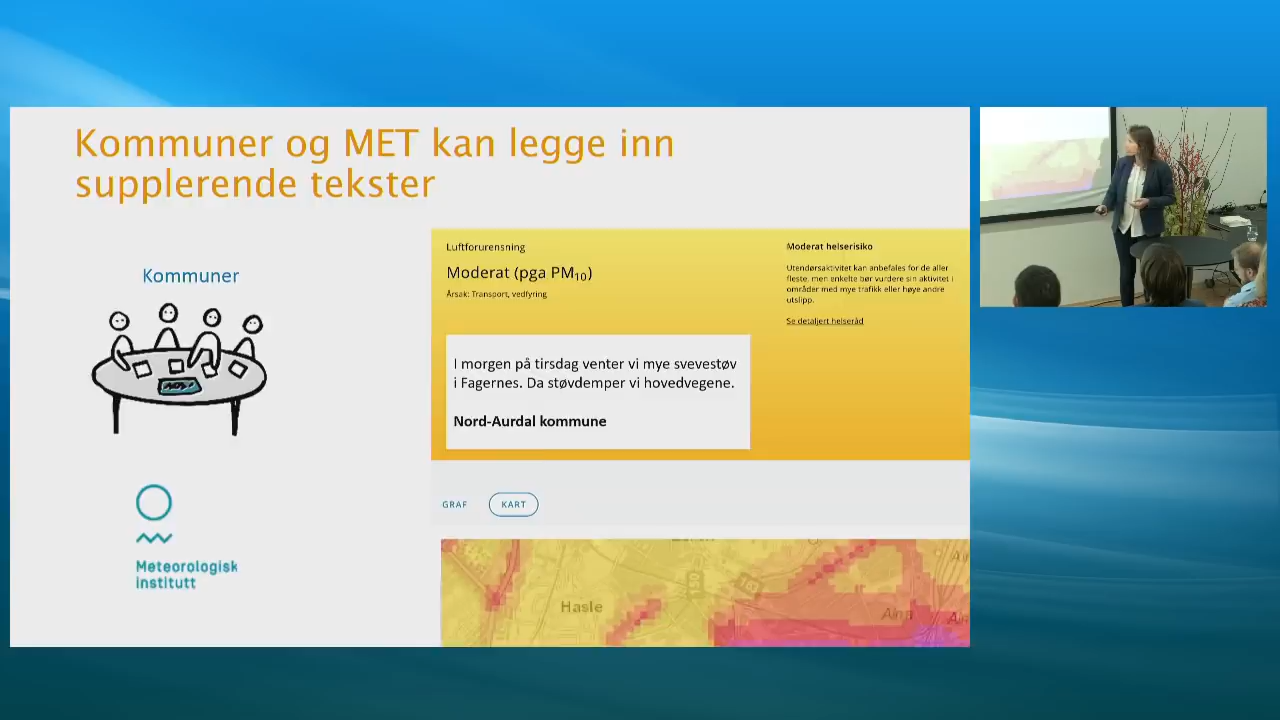 Kommuner og MET kan legge inn
supplerende tekster
Kommuner
Meteorologisk
institutt
Luftforurensning
Moderat (pga PM₁₀)
Årsak: Transport, vedfyring
Moderat helserisiko
Utendørsaktivitet kan anbefales for de aller
fleste, men enkelte bør vurdere sin aktivitet i
områder med mye trafikk eller høye andre
utslipp.
Se detaljert helseråd
I morgen på tirsdag venter vi mye svevestøv
i Fagernes. Da støvdemper vi hovedvegene.
Nord-Aurdal kommune
GRAF
KART
Hasle
Alna